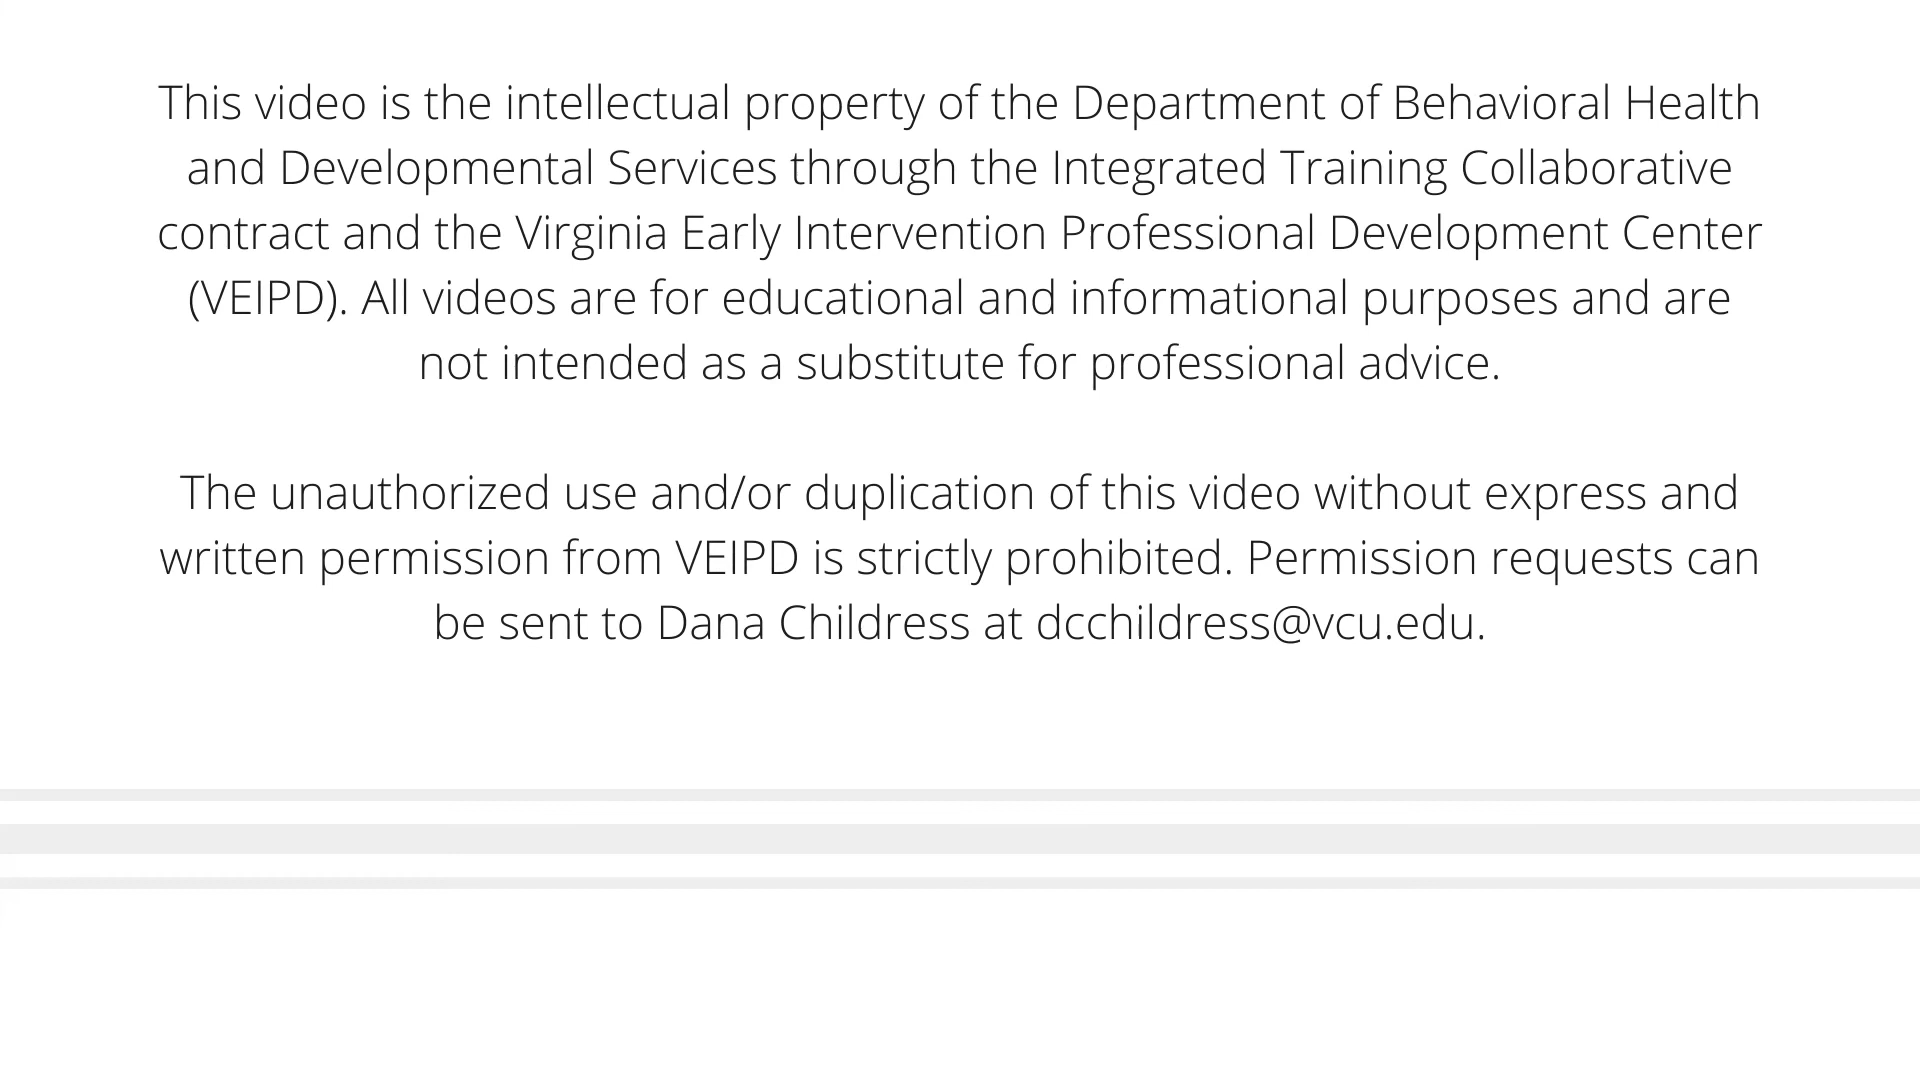 This video is the intellectual property of the Department of Behavioral Health
and Developmental Services through the Integrated Training Collaborative
contract and the Virginia Early Intervention Professional Development Center
(VEIPD). All videos are for educational and informational purposes and are
not intended as a substitute for professional advice.
The unauthorized use and/or duplication of this video without express and
written permission from VEIPD is strictly prohibited. Permission requests can
be sent to Dana Childress at dcchildress@vcu.edu.